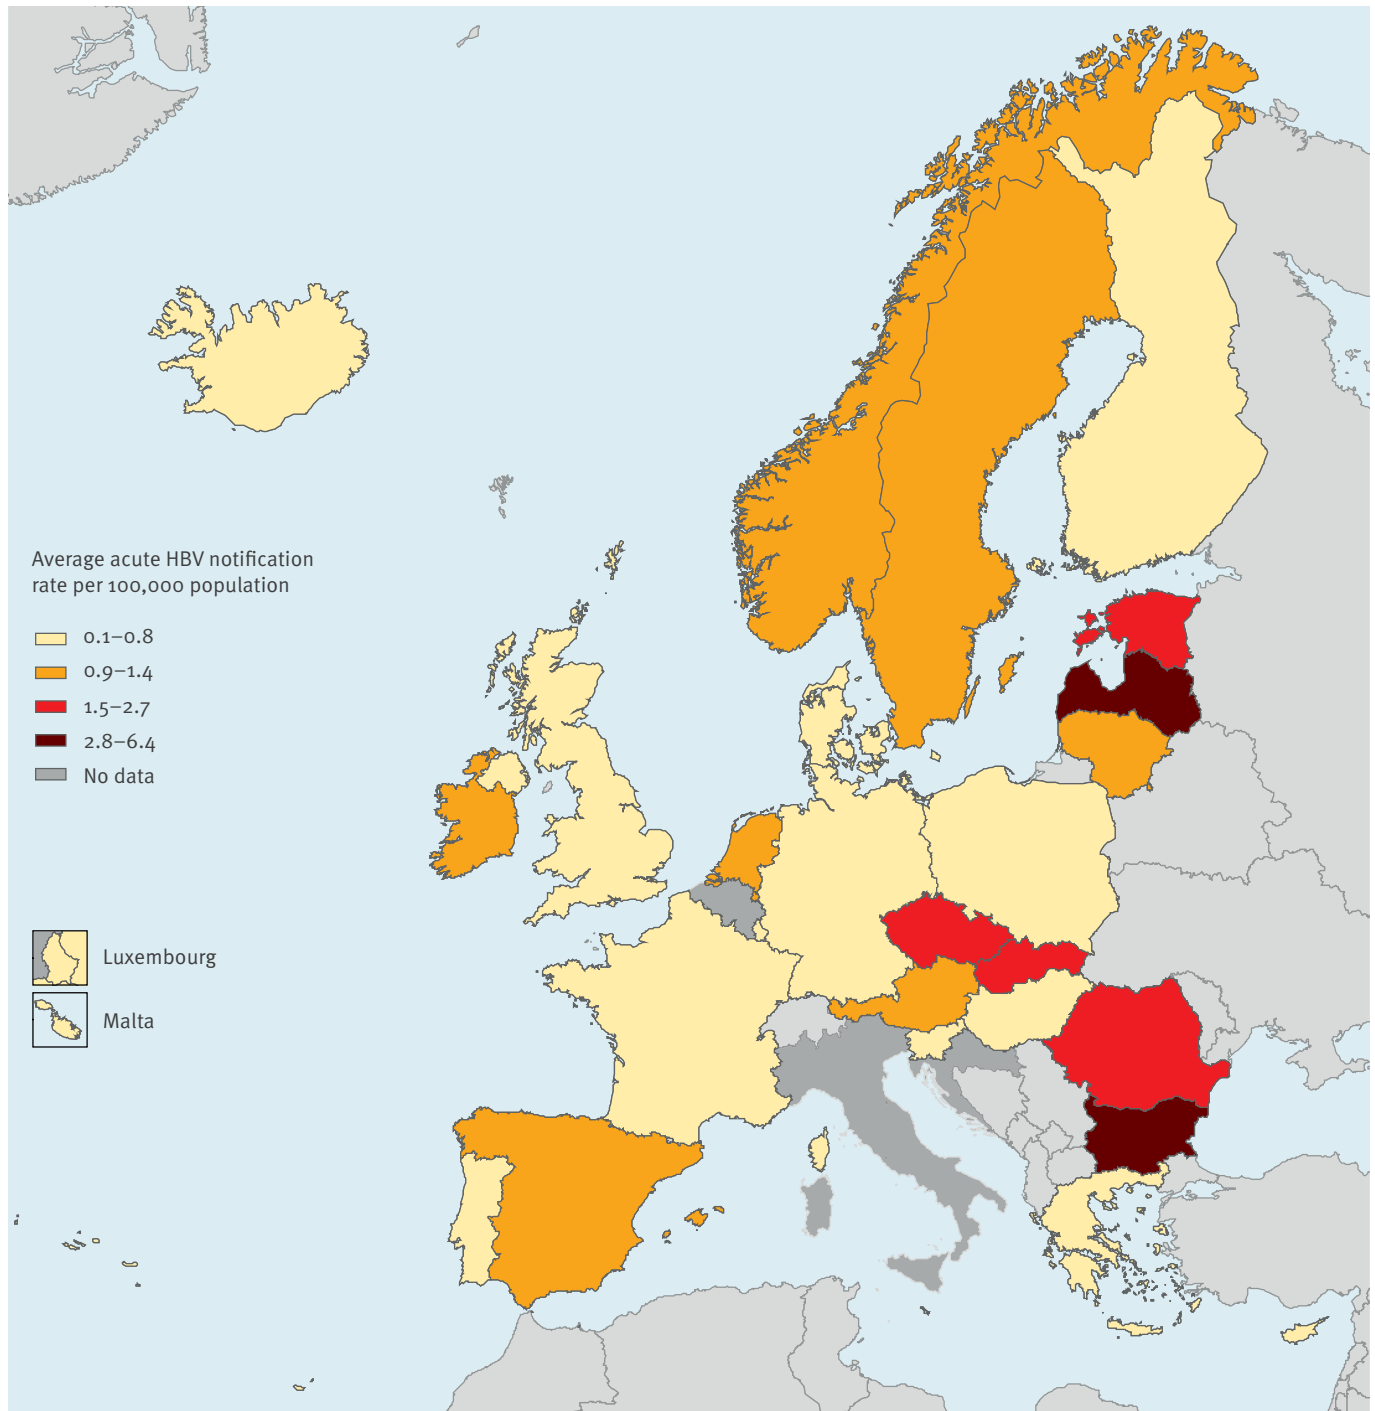 Average acute HBV notification
rate per 100,000 population
0.1–0.8
0.9–1.4
1.5–2.7
2.8–6.4
No data
Luxembourg
Malta